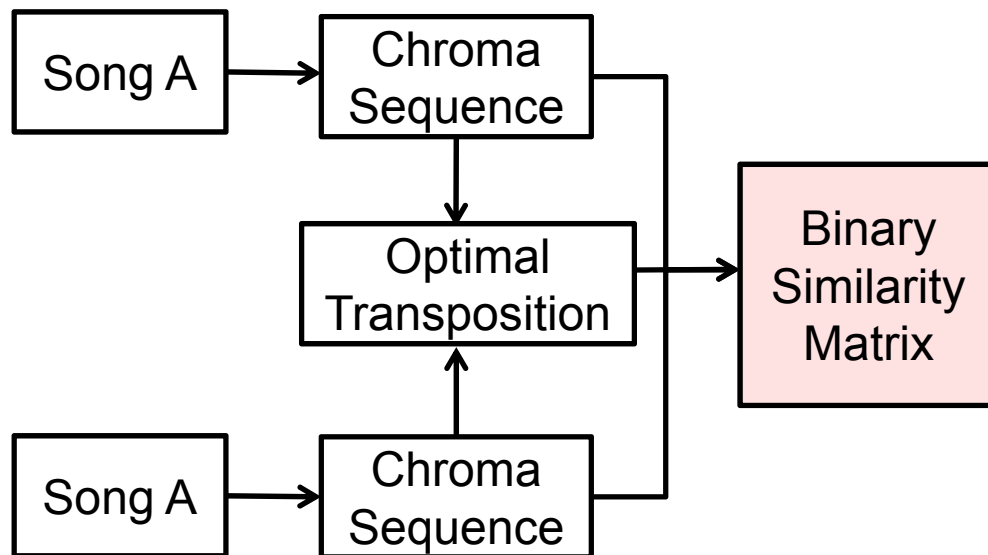 Song A
Chroma
Sequence
Optimal
Transposition
Binary
Similarity
Matrix
Song A
Chroma
Sequence